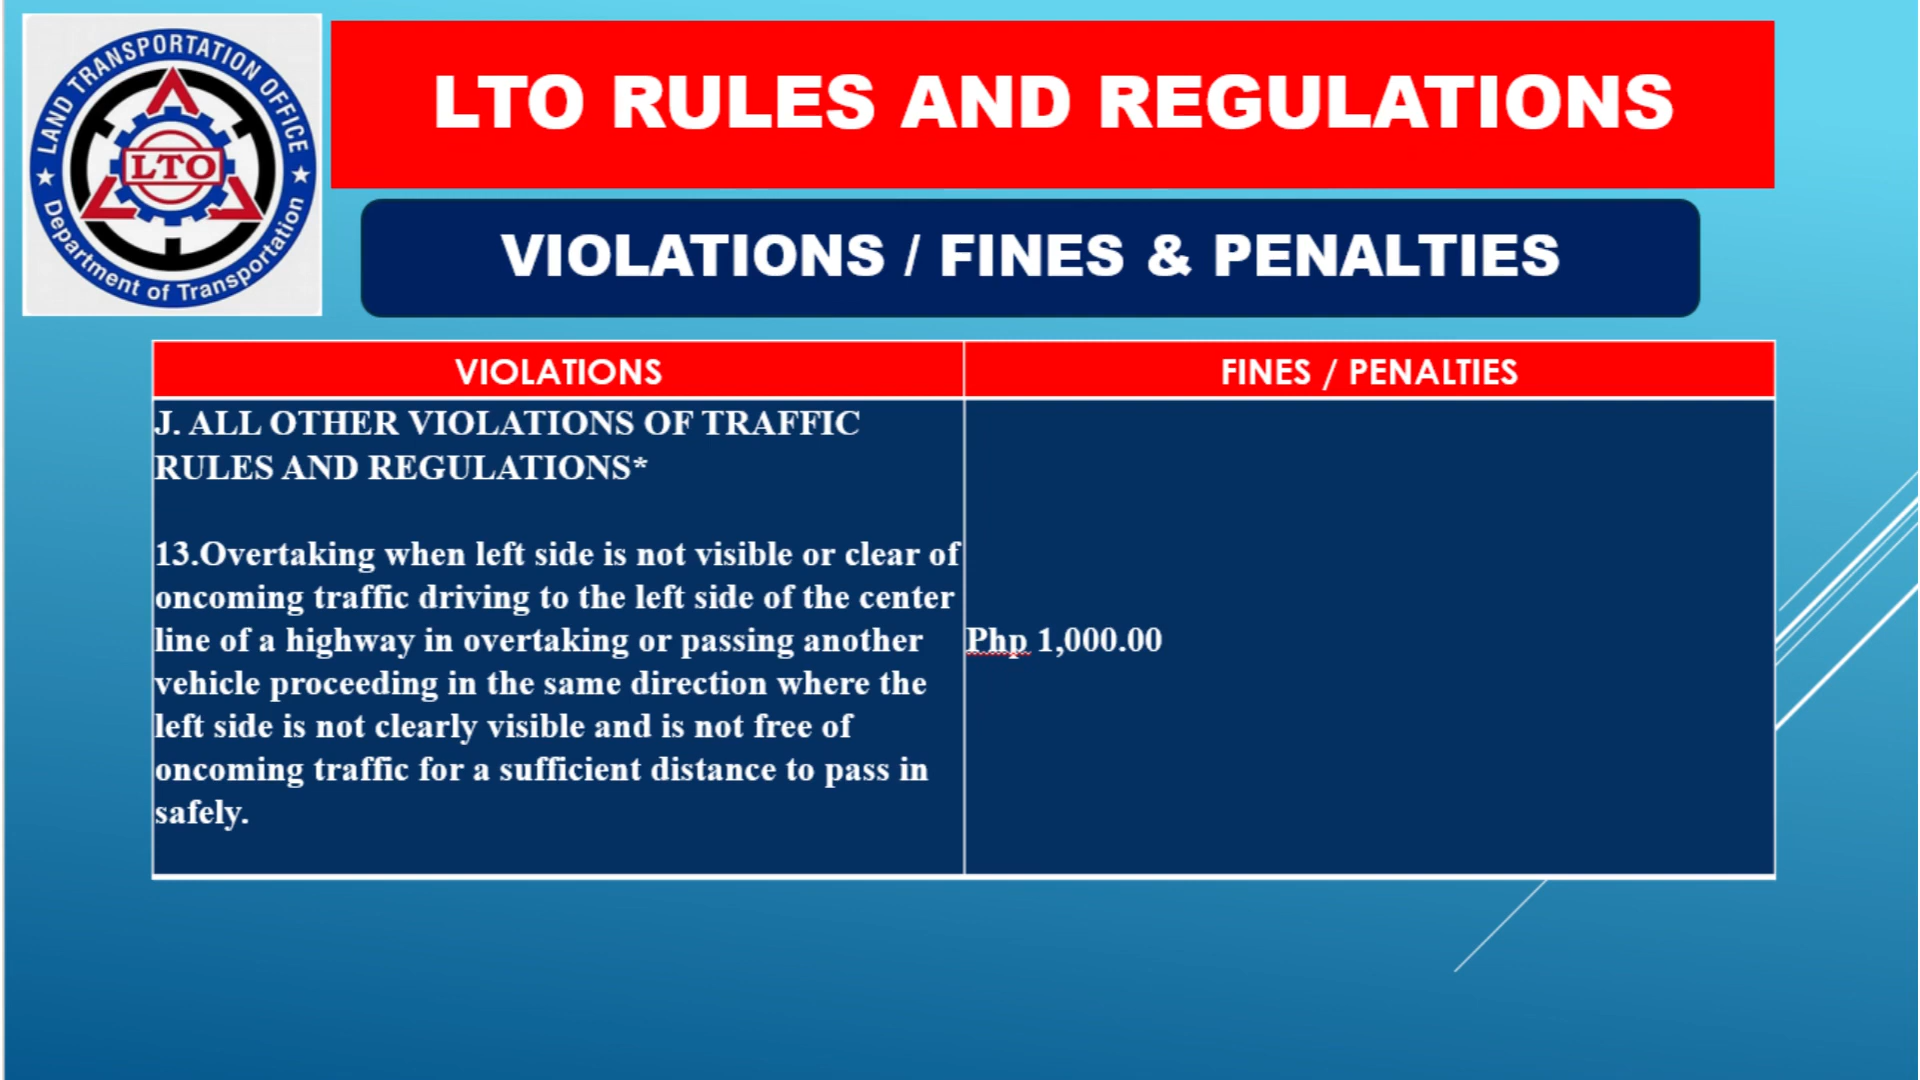 LAND TRANSPORTATION OFFICE
LTO
Department of Transportation
LTO RULES AND REGULATIONS
VIOLATIONS / FINES & PENALTIES
VIOLATIONS
FINES / PENALTIES
J. ALL OTHER VIOLATIONS OF TRAFFIC
RULES AND REGULATIONS*
13.Overtaking when left side is not visible or clear of
oncoming traffic driving to the left side of the center
line of a highway in overtaking or passing another
vehicle proceeding in the same direction where the
left side is not clearly visible and is not free of
oncoming traffic for a sufficient distance to pass in
safely.
Php 1,000.00